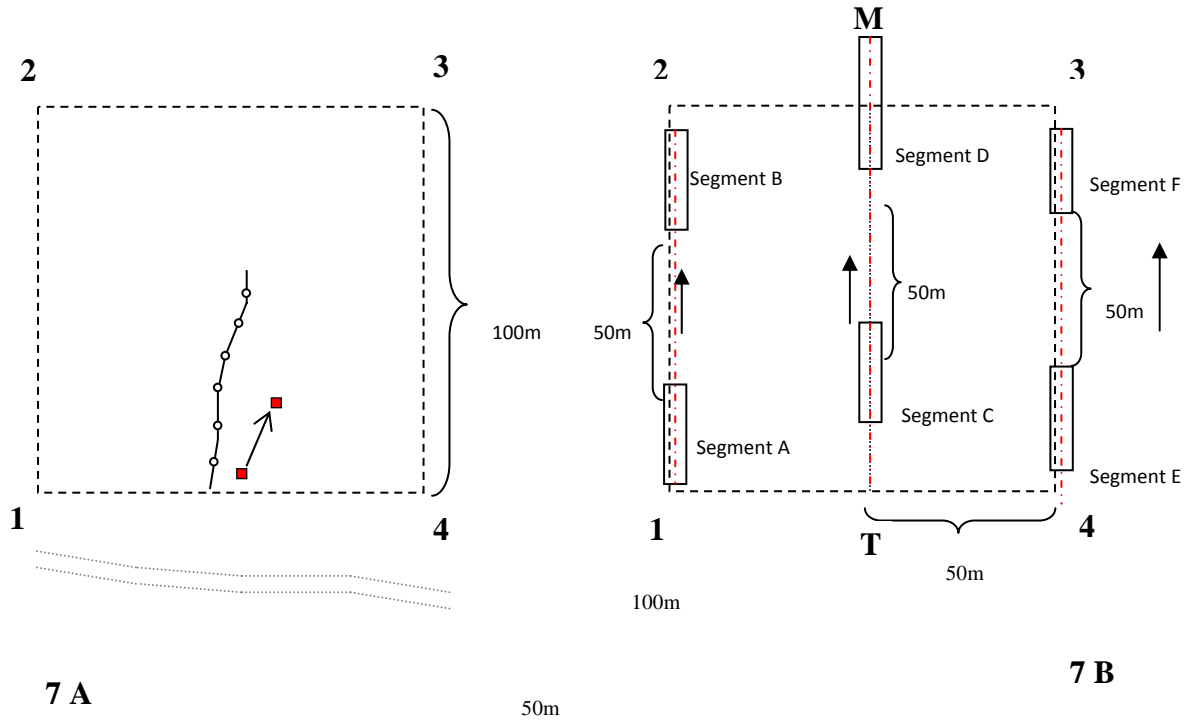 2
3
100m
1
4
7 A
50m
M
2
3
Segment D
Segment B
Segment F
50m
50m
50m
Segment C
Segment A
Segment E
1
T
4
50m
100m
7 B